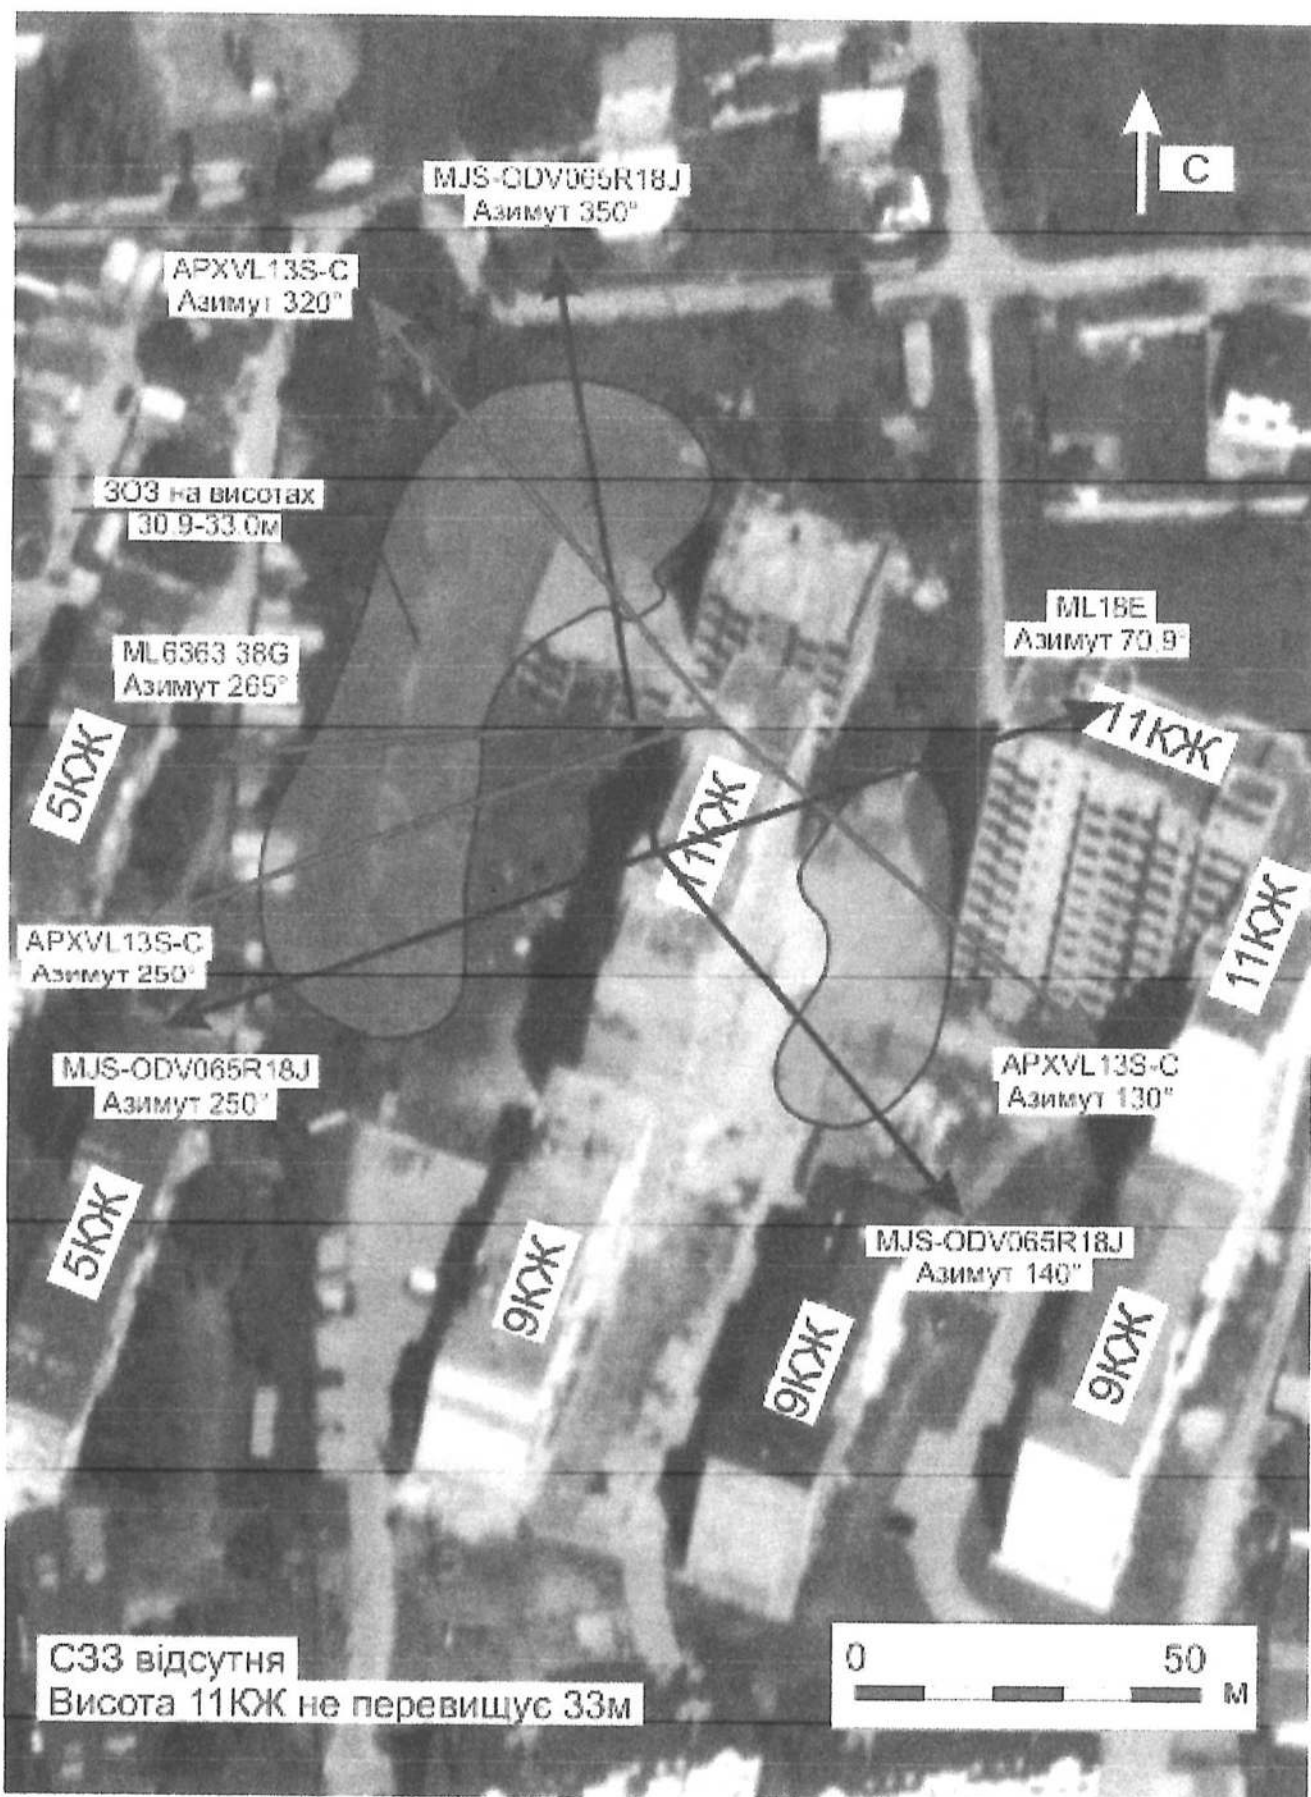 С
MJS-ODV065R18J
Азимут 350°
APXVL13S-C
Азимут 320°
ЗОЗ на висотах
30.9-33.0м
ML18E
Азимут 70.9°
ML6363 38G
Азимут 265°
11КЖ
5КЖ
11КЖ
11КЖ
APXVL13S-C
Азимут 250°
MJS-ODV065R18J
Азимут 250°
APXVL13S-C
Азимут 130°
5КЖ
9КЖ
MJS-ODV065R18J
Азимут 140°
9КЖ
9КЖ
СЗЗ відсутня
Висота 11КЖ не перевищує 33м
0 50
м